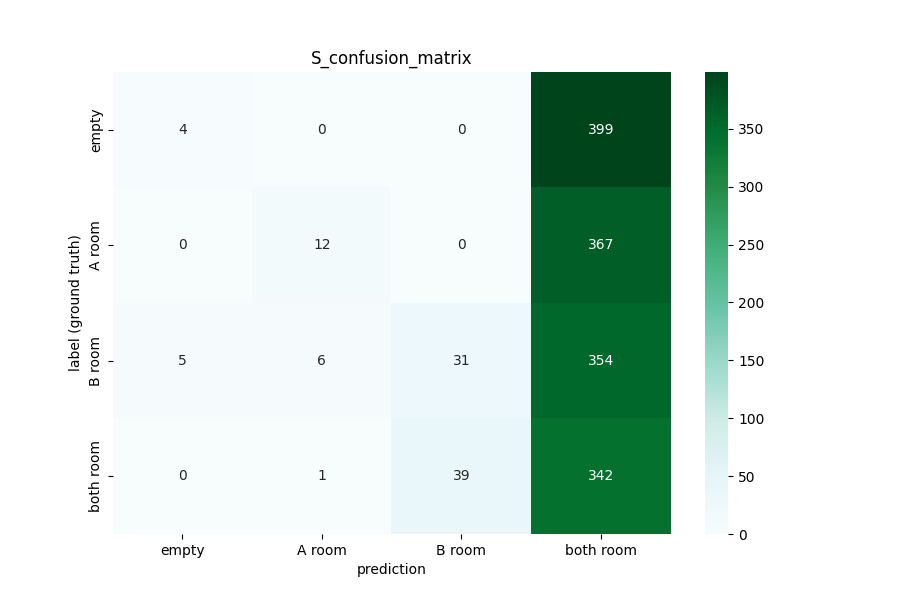 S_confusion_matrix
empty 4 0 0 399
A room 0 12 0 367
B room 5 6 31 354
both room 0 1 39 342
empty A room B room both room
prediction
label (ground truth)
350
300
250
200
150
100
50
0